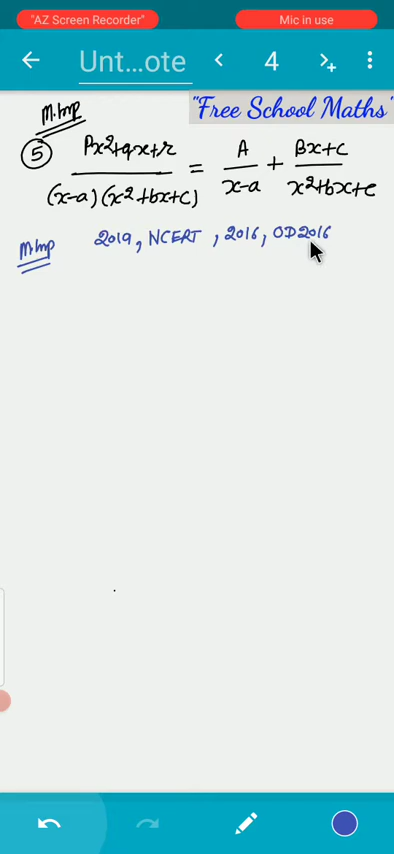 "AZ Screen Recorder"
Mic in use
Unt...ote
4
"Free School Maths"
M.Imp
5
Px2+qx+r / (x-a)(x²+bx+c) = A / x-a + Bx+C / x²+bx+c
M.Imp
2019, NCERT, 2016, OD2016